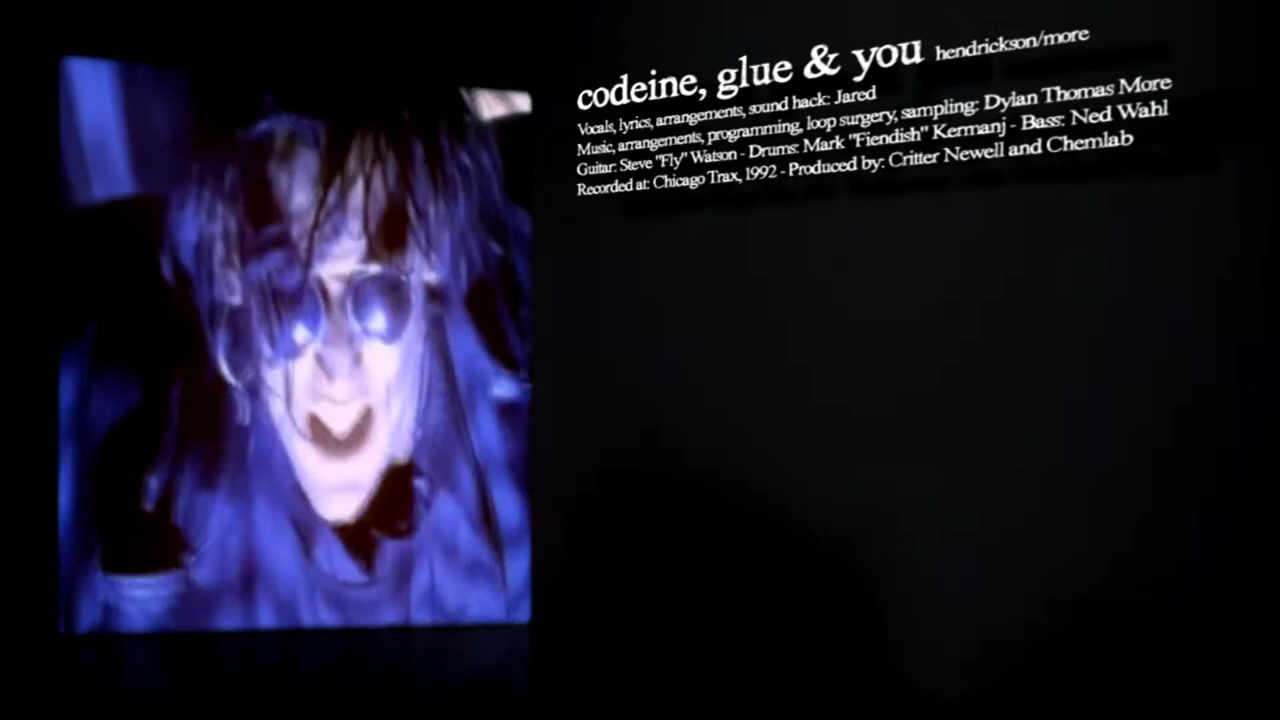 codeine, glue & you hendrickson/more
Vocals, lyrics, arrangements, sound hack: Jared
Music, arrangements, programming, loop surgery, sampling: Dylan Thomas More
Guitar: Steve "Fly" Watson - Drums: Mark "Fiendish" Kermanj - Bass: Ned Wahl
Recorded at: Chicago Trax, 1992 - Produced by: Critter Newell and Chemlab